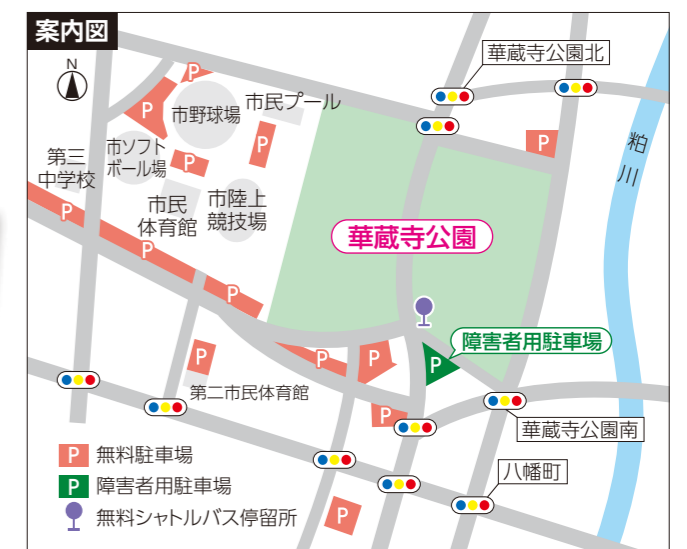 案内図
N
華蔵寺公園北
P
P
市野球場
市民プール
P
P
粕川
市ソフト
ボール場
P
第三
中学校
市民
体育館
市陸上
競技場
P
P
華蔵寺公園
P
障害者用駐車場
P
P
P
P
第二市民体育館
P
華蔵寺公園南
八幡町
P 無料駐車場
P 障害者用駐車場
無料シャトルバス停留所
P